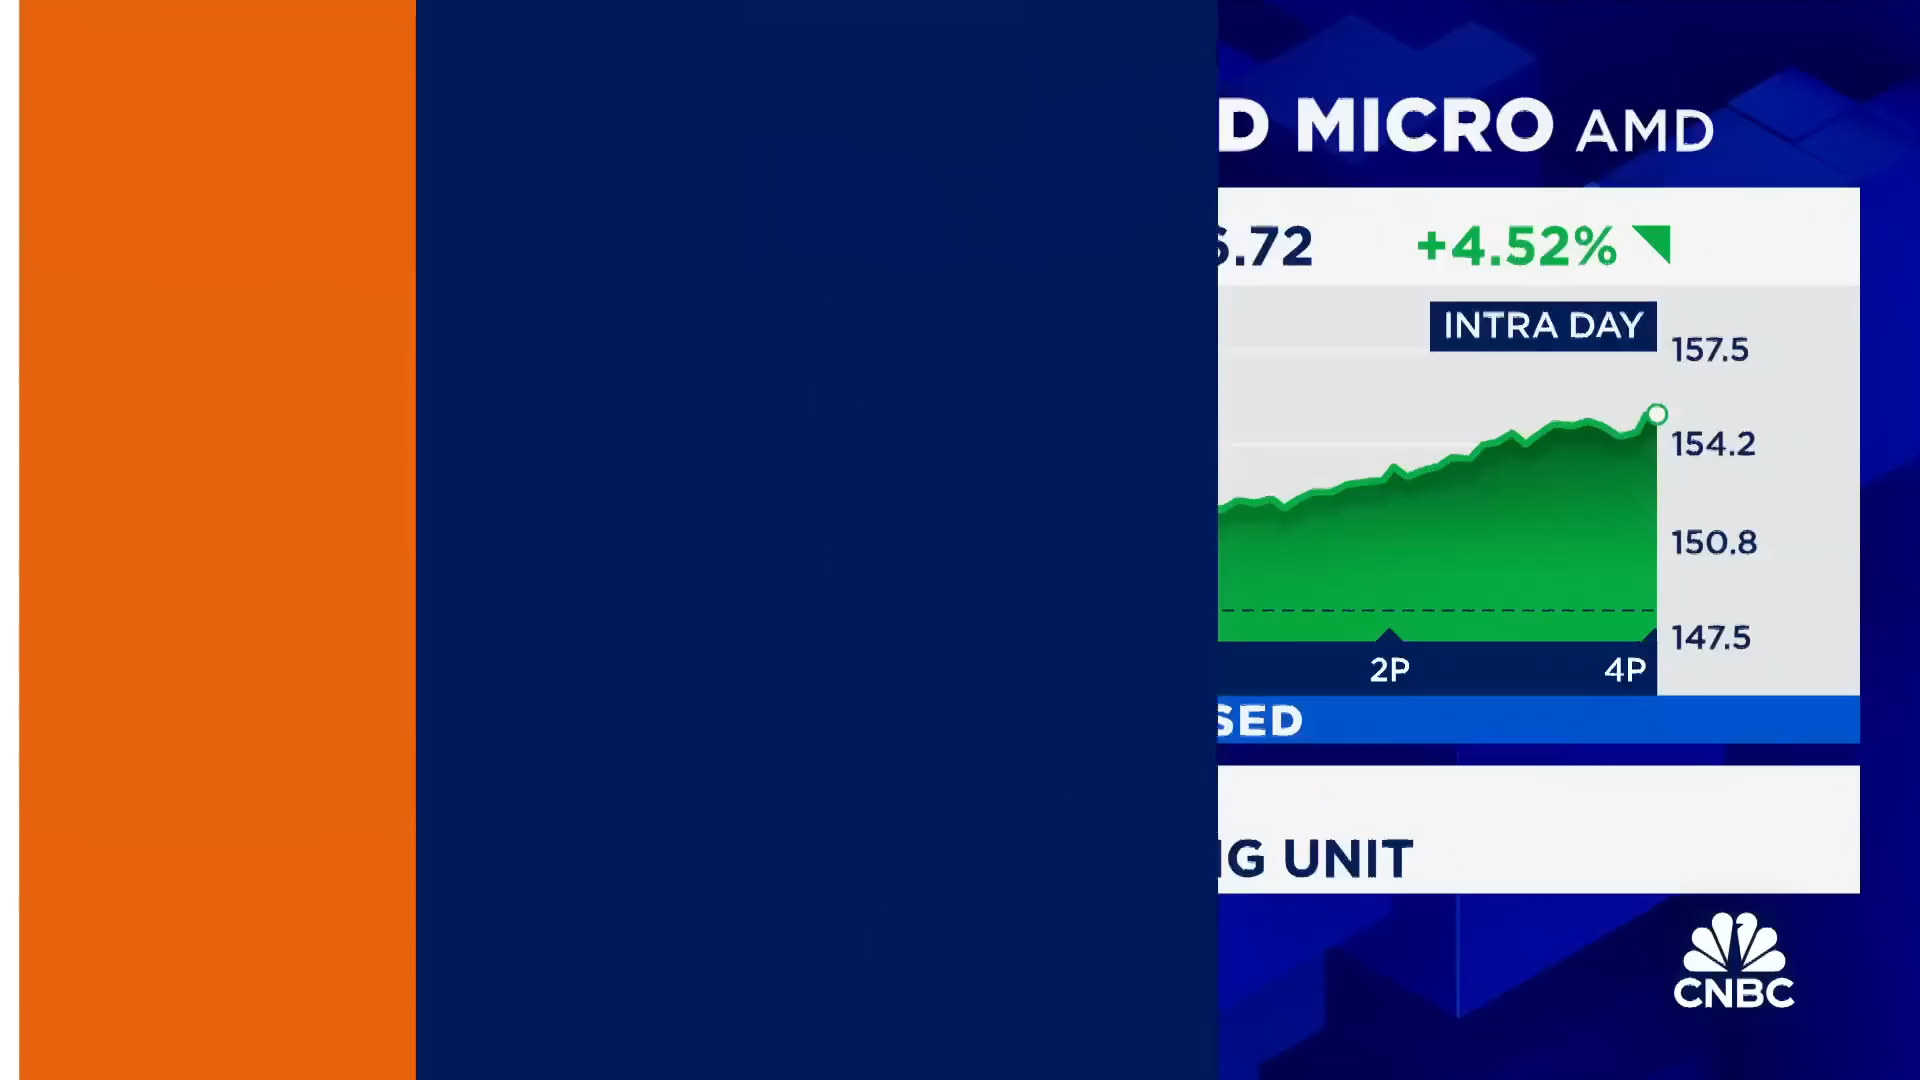 D MICRO AMD
6.72 +4.52%
INTRA DAY
157.5
154.2
150.8
147.5
2P 4P
SED
G UNIT
CNBC